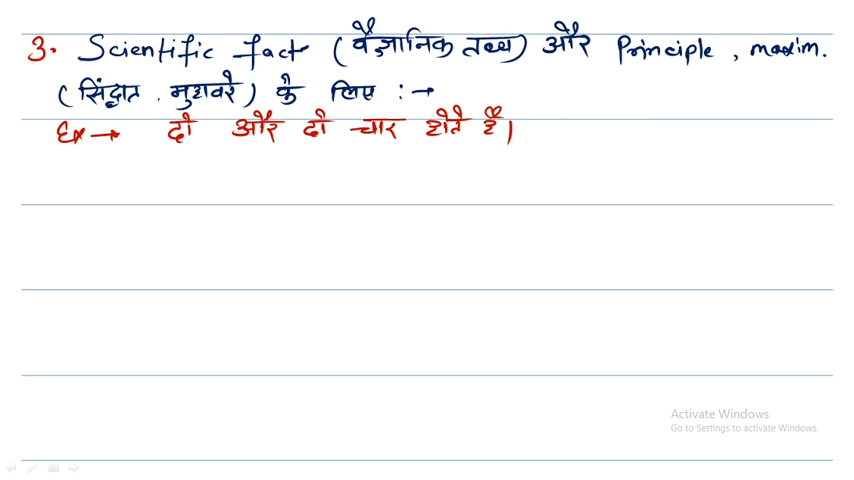 3. Scientific fact (वैज्ञानिक तथ्य) और Principle, maxim.
(सिंद्वात, मुहावरे) के लिए :→
Ex → दो और दो चार होते हैं।
Activate Windows
Go to Settings to activate Windows.